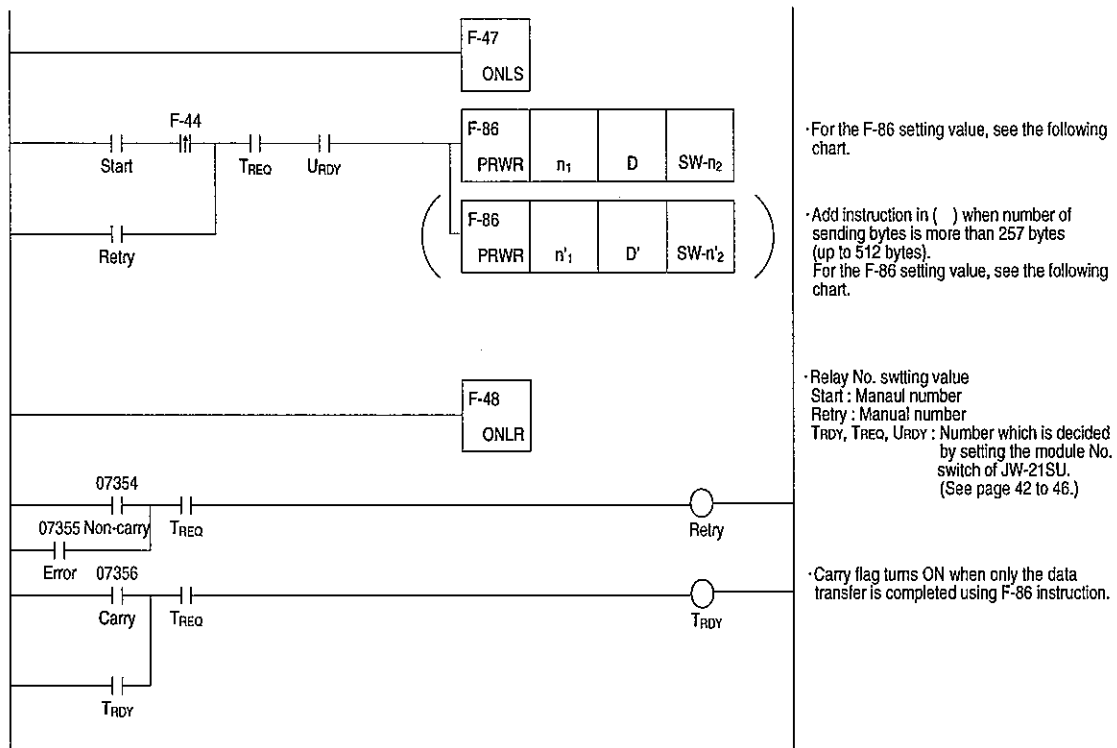 F-47
ONLS
F-44
Start
TREQ
URDY
F-86
PRWR n1 D SW-n2
Retry
( F-86
PRWR n'1 D' SW-n'2 )
·For the F-86 setting value, see the following
chart.
·Add instruction in ( ) when number of
sending bytes is more than 257 bytes
(up to 512 bytes).
For the F-86 setting value, see the following
chart.
F-48
ONLR
·Relay No. swtting value
Start : Manaul number
Retry : Manual number
TRDY, TREQ, URDY : Number which is decided
by setting the module No.
switch of JW-21SU.
(See page 42 to 46.)
07354
07355 Non-carry TREQ
Retry
Error
07356
Carry TREQ
TRDY
TRDY
·Carry flag turns ON when only the data
transfer is completed using F-86 instruction.